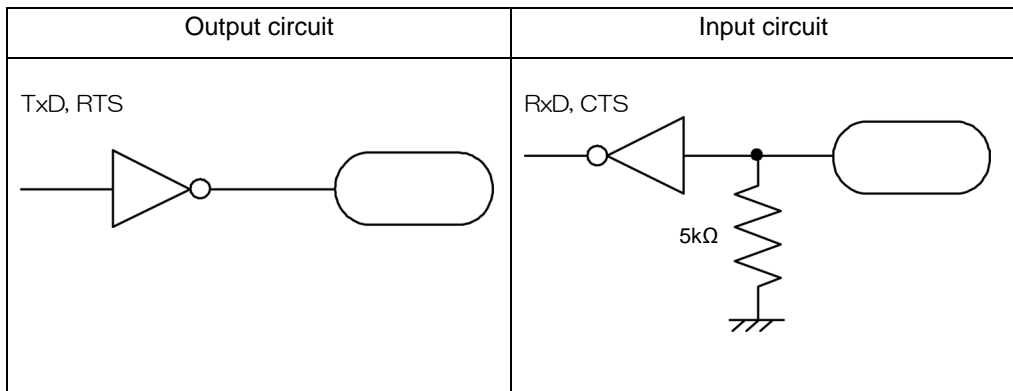 Output circuit
Input circuit
TxD, RTS
RxD, CTS
5kΩ